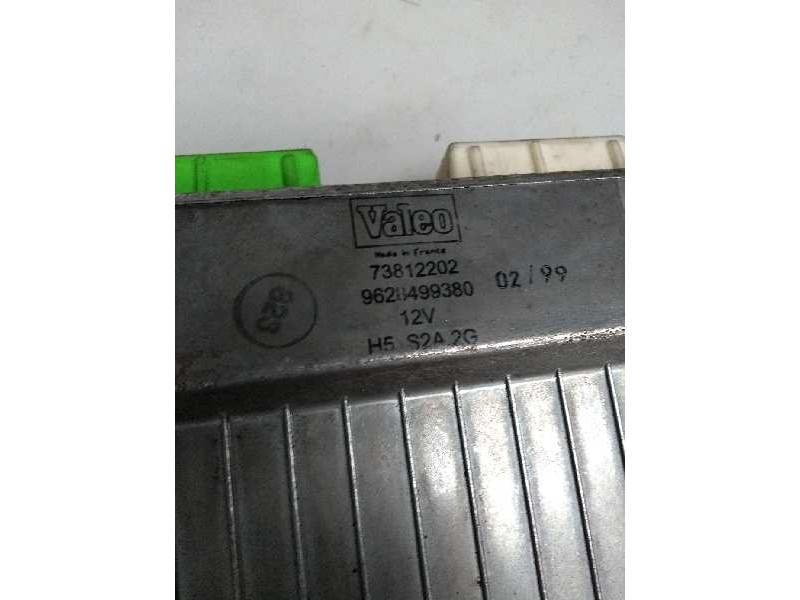 Valeo
Made in France
73812202
9628499380 02/99
12V
H5 S2A.2G